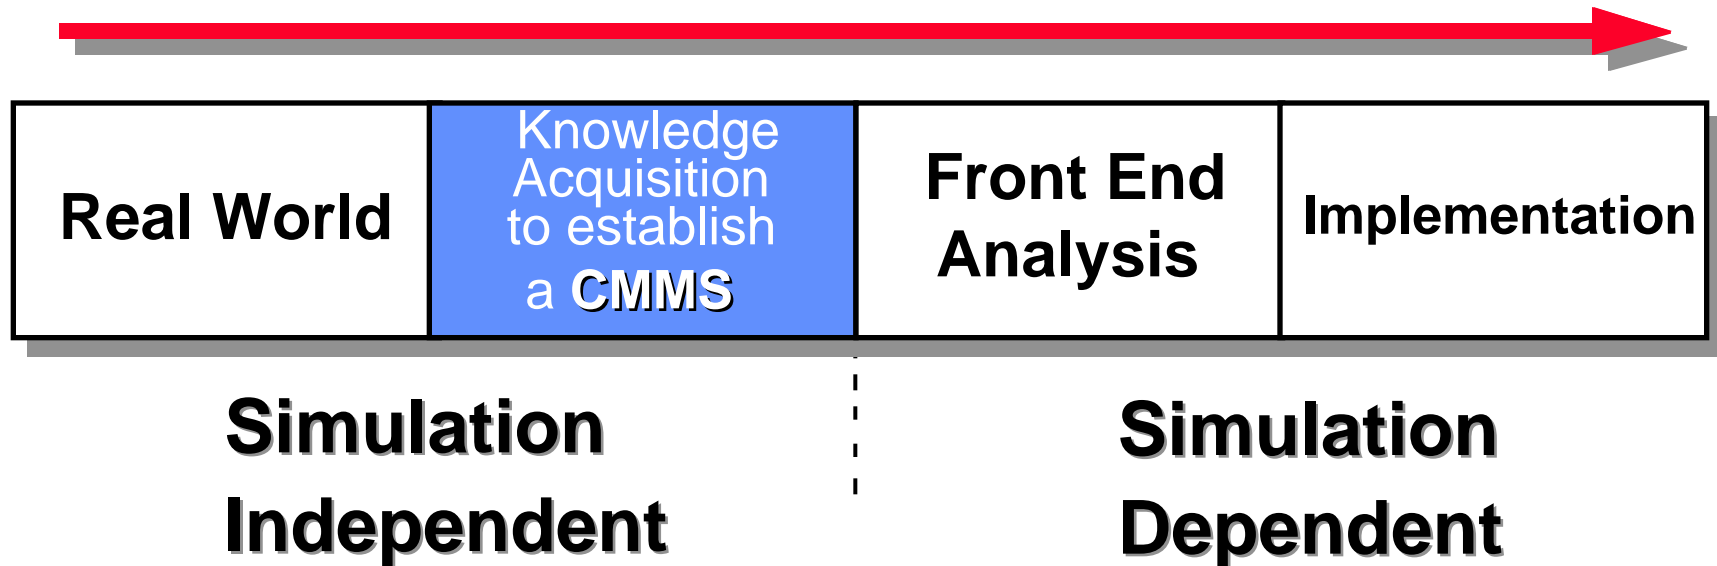 Real World
Knowledge
Acquisition
to establish
a CMMS
Front End
Analysis
Implementation
Simulation
Independent
Simulation
Dependent